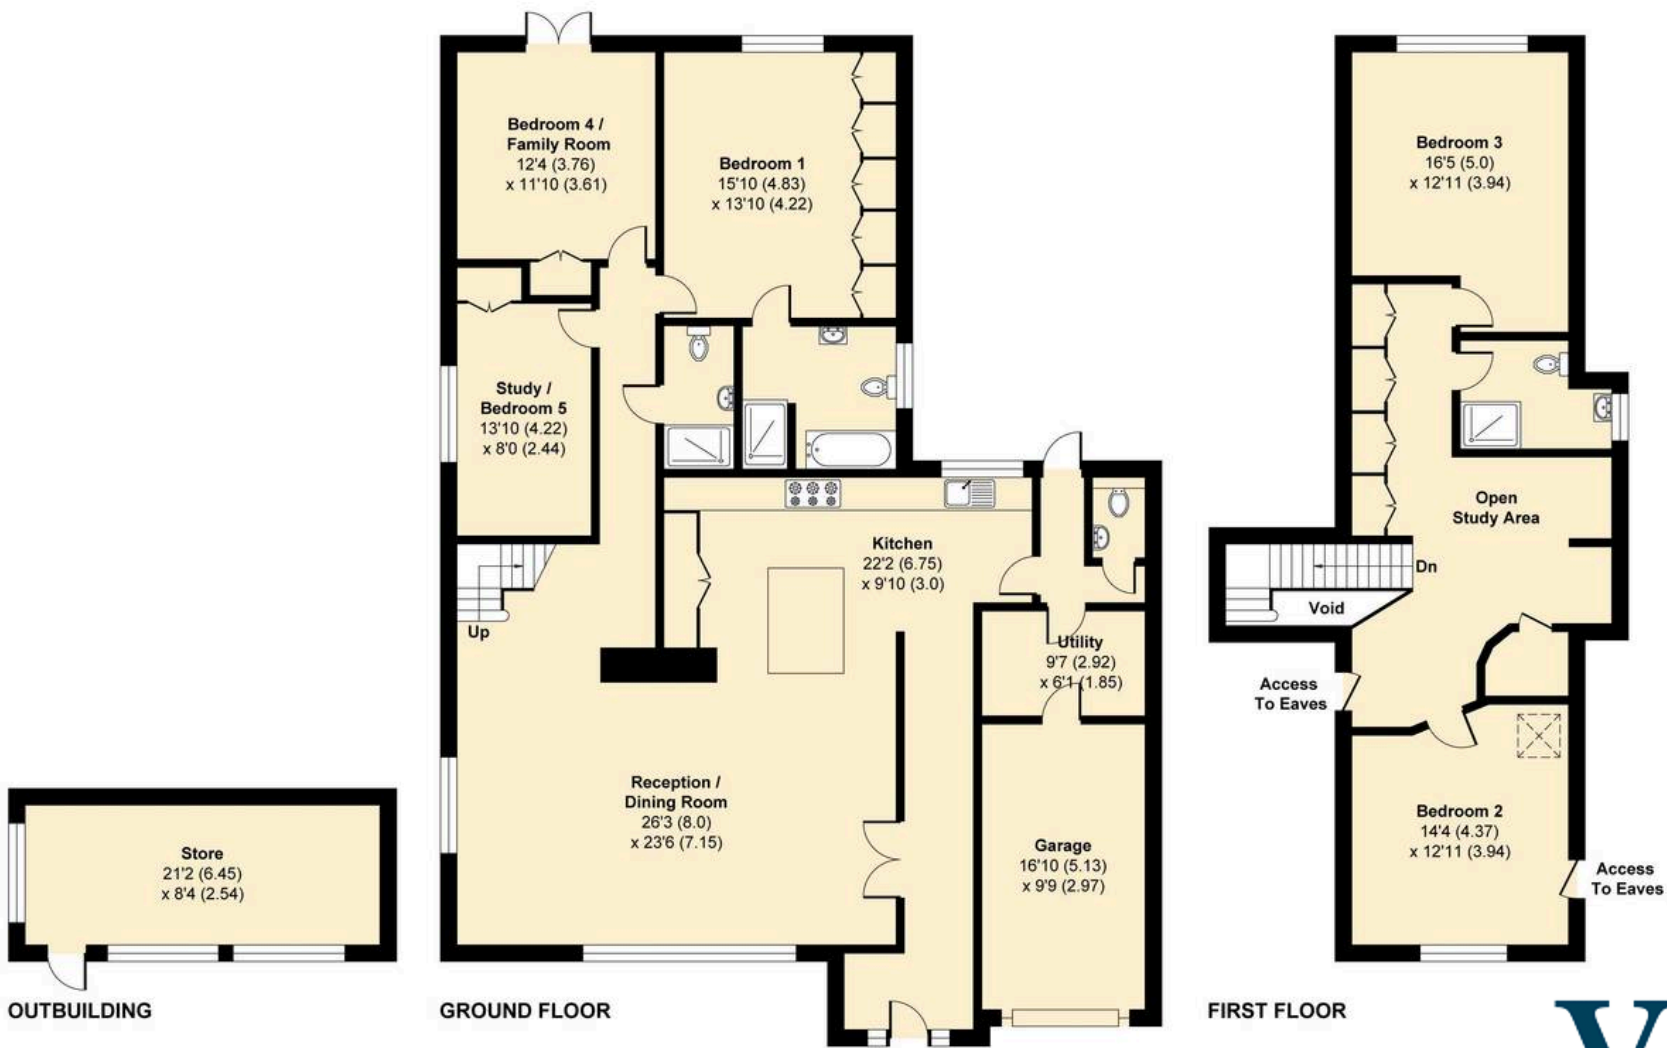 Bedroom 4 /
Family Room
12'4 (3.76)
x 11'10 (3.61)
Bedroom 1
15'10 (4.83)
x 13'10 (4.22)
Study /
Bedroom 5
13'10 (4.22)
x 8'0 (2.44)
Kitchen
22'2 (6.75)
x 9'10 (3.0)
Up
Utility
9'7 (2.92)
x 6'1 (1.85)
Reception /
Dining Room
26'3 (8.0)
x 23'6 (7.15)
Garage
16'10 (5.13)
x 9'9 (2.97)
Bedroom 3
16'5 (5.0)
x 12'11 (3.94)
Open
Study Area
Dn
Void
Access
To Eaves
Bedroom 2
14'4 (4.37)
x 12'11 (3.94)
Access
To Eaves
Store
21'2 (6.45)
x 8'4 (2.54)
OUTBUILDING
GROUND FLOOR
FIRST FLOOR